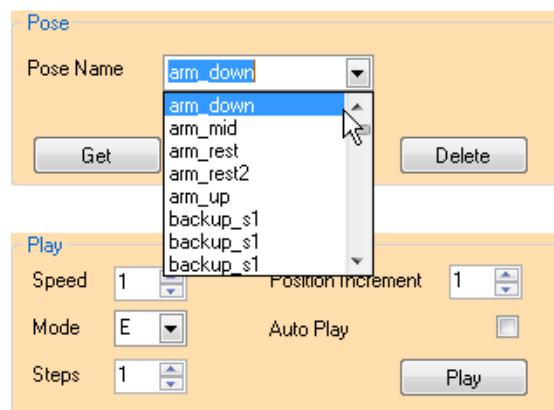 Pose
Pose Name arm_down
arm_down
arm_mid
arm_rest
arm_rest2
arm_up
backup_s1
backup_s1
backup_s1
Get Delete
Play
Speed 1 Position Increment 1
Mode E Auto Play
Steps 1 Play